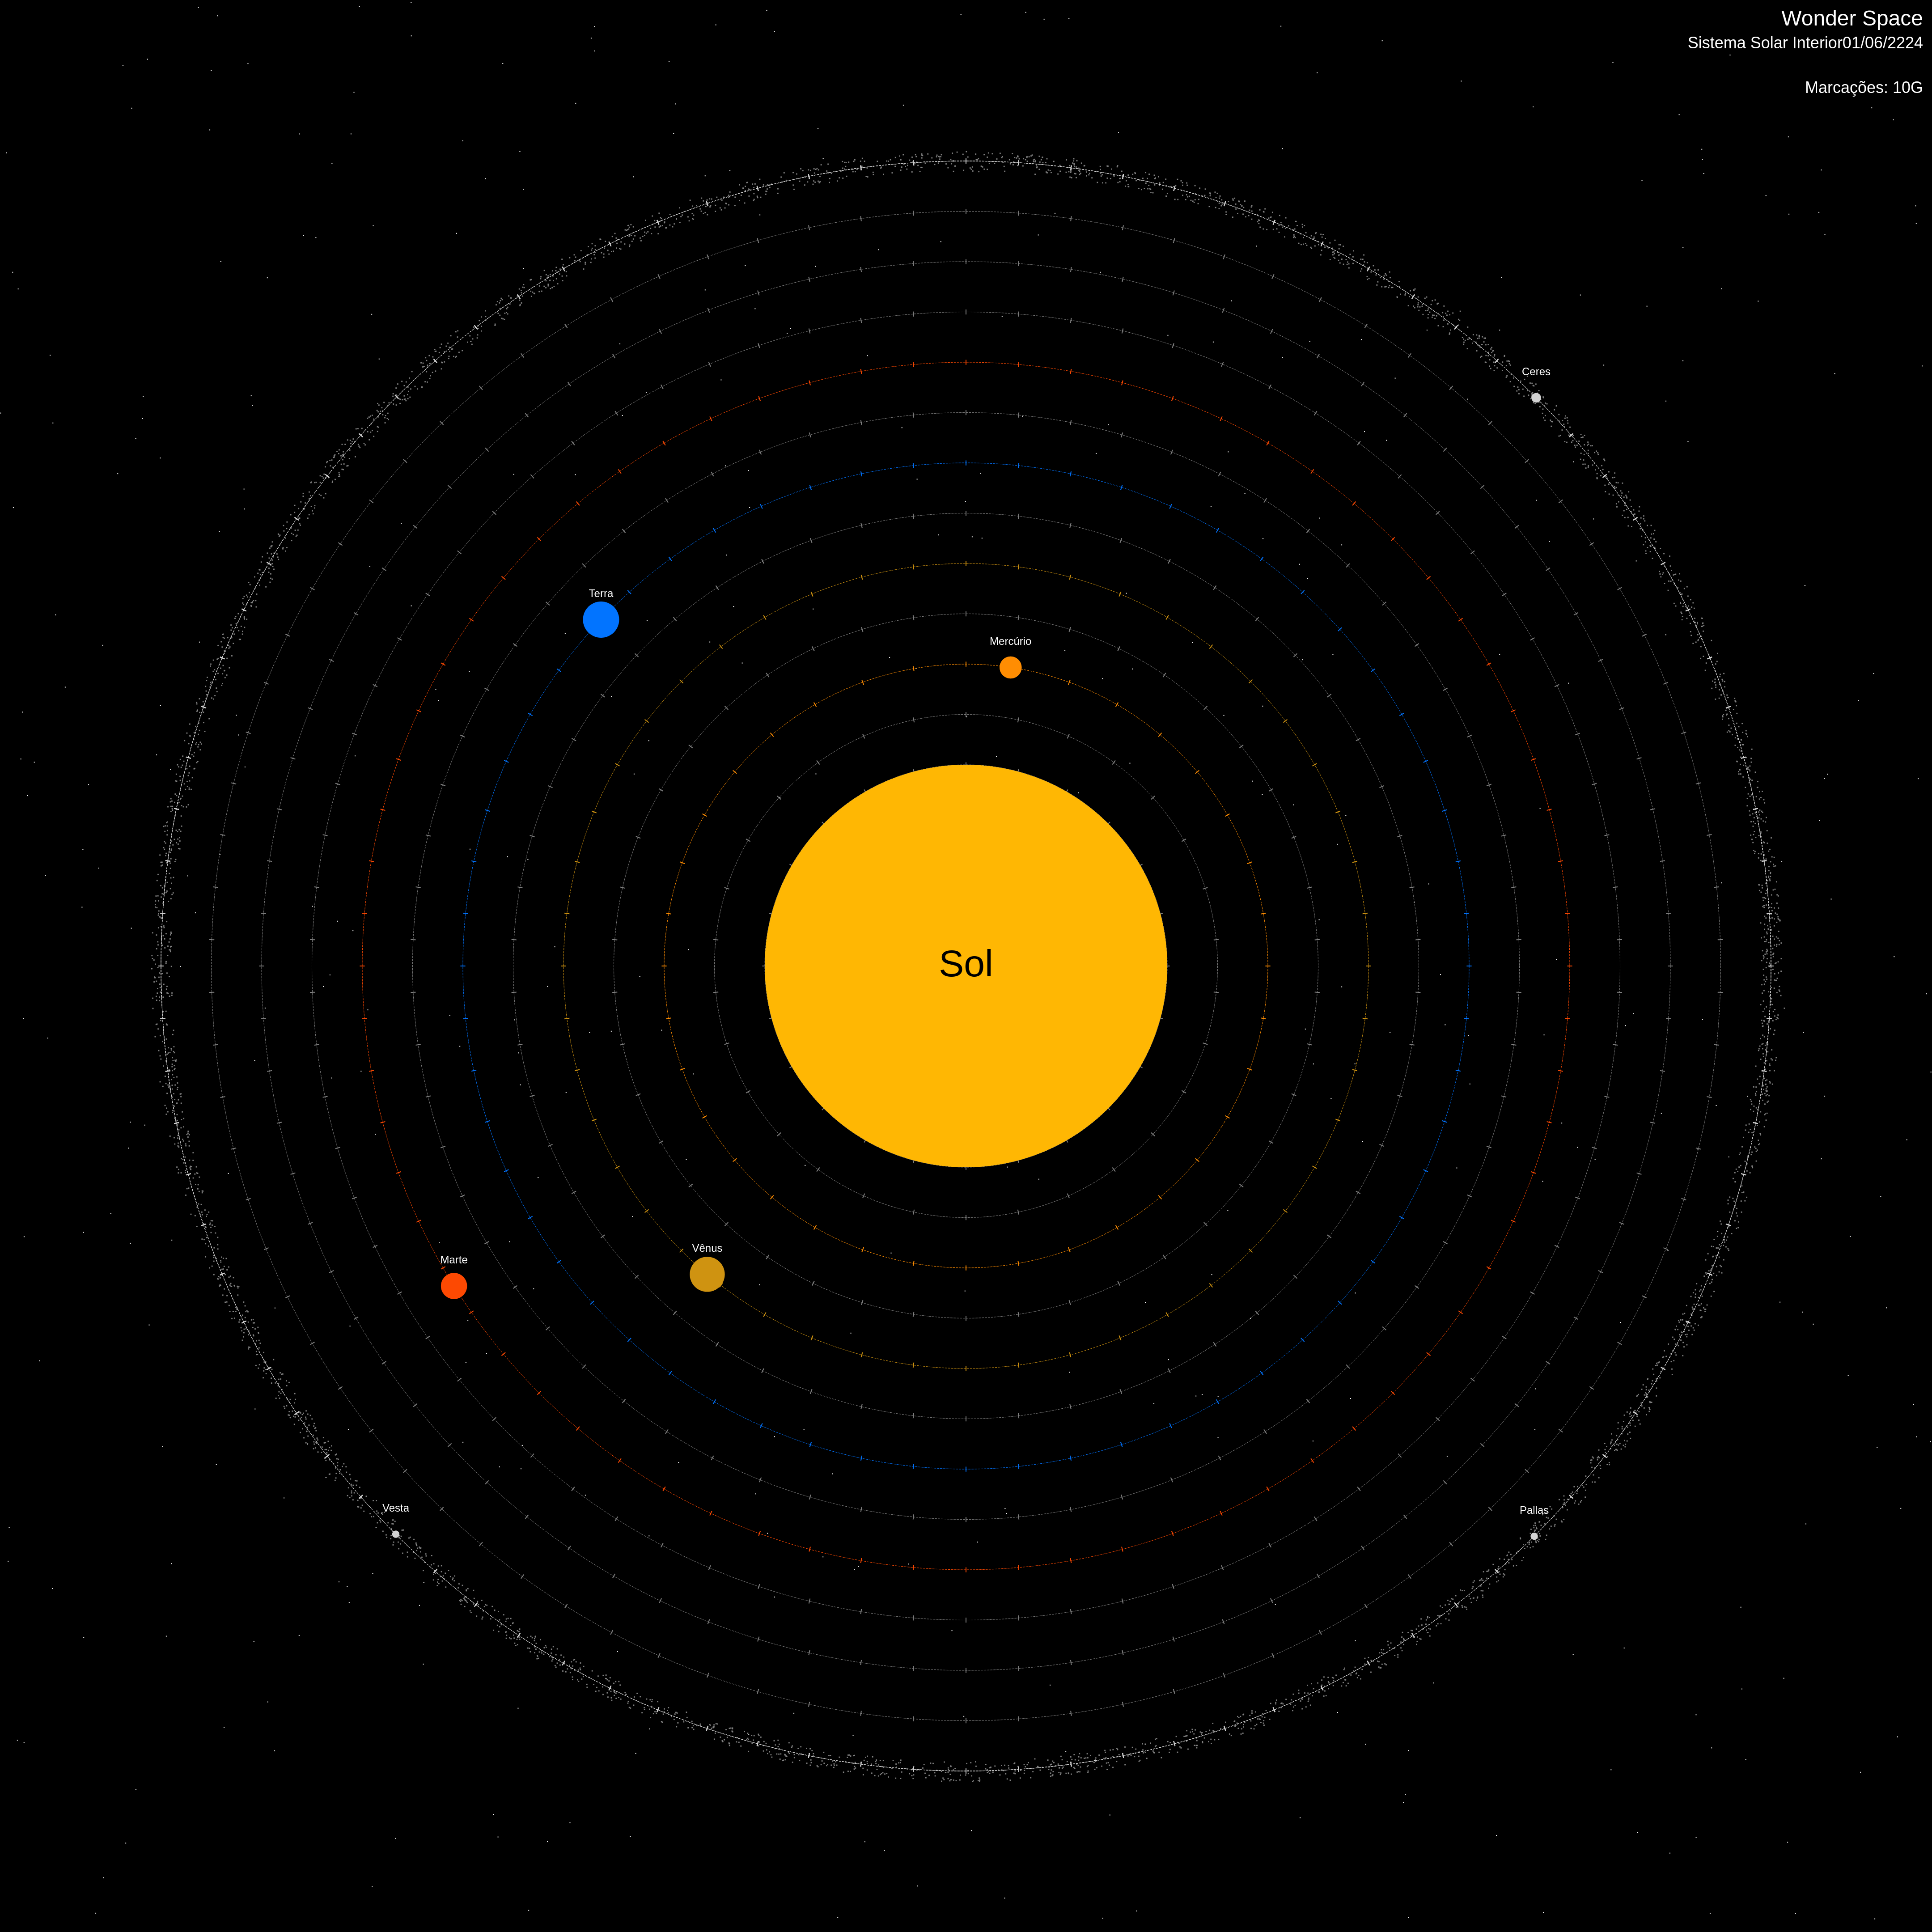 Wonder Space
Sistema Solar Interior01/06/2224
Marcações: 10G
Ceres
Terra
Mercúrio
Sol
Vênus
Marte
Vesta
Pallas